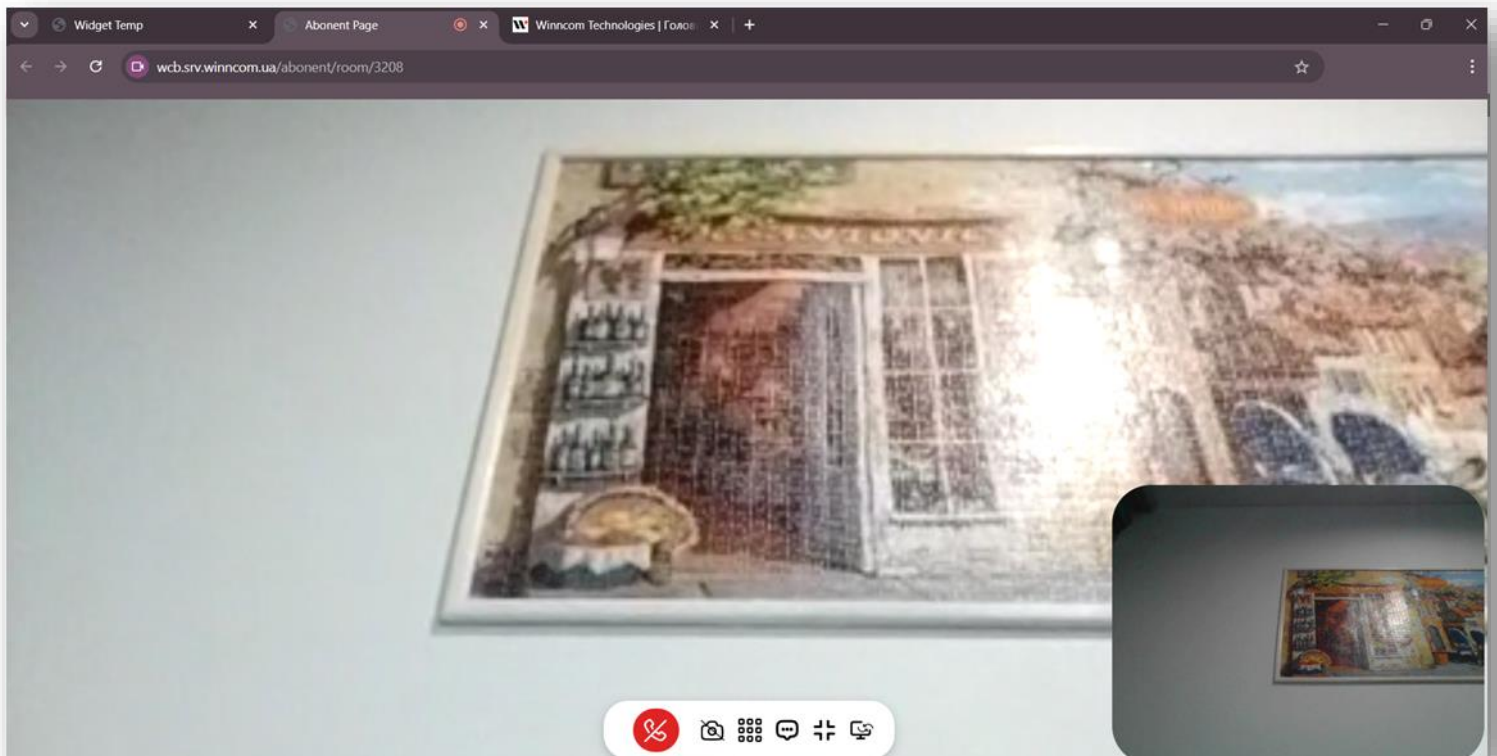 Widget Temp
Abonent Page
Winncom Technologies | Голов
wcb.srv.winncom.ua/abonent/room/3208